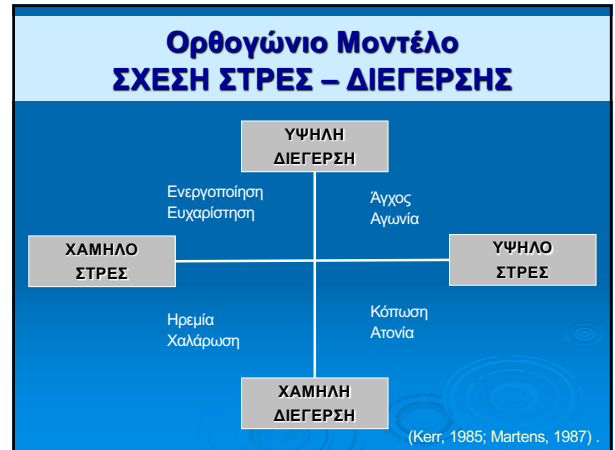 Ορθογώνιο Μοντέλο
ΣΧΕΣΗ ΣΤΡΕΣ – ΔΙΕΓΕΡΣΗΣ
ΥΨΗΛΗ
ΔΙΕΓΕΡΣΗ
Ενεργοποίηση
Ευχαρίστηση
Άγχος
Αγωνία
ΧΑΜΗΛΟ
ΣΤΡΕΣ
ΥΨΗΛΟ
ΣΤΡΕΣ
Ηρεμία
Χαλάρωση
Κόπωση
Ατονία
ΧΑΜΗΛΗ
ΔΙΕΓΕΡΣΗ
(Kerr, 1985; Martens, 1987) .